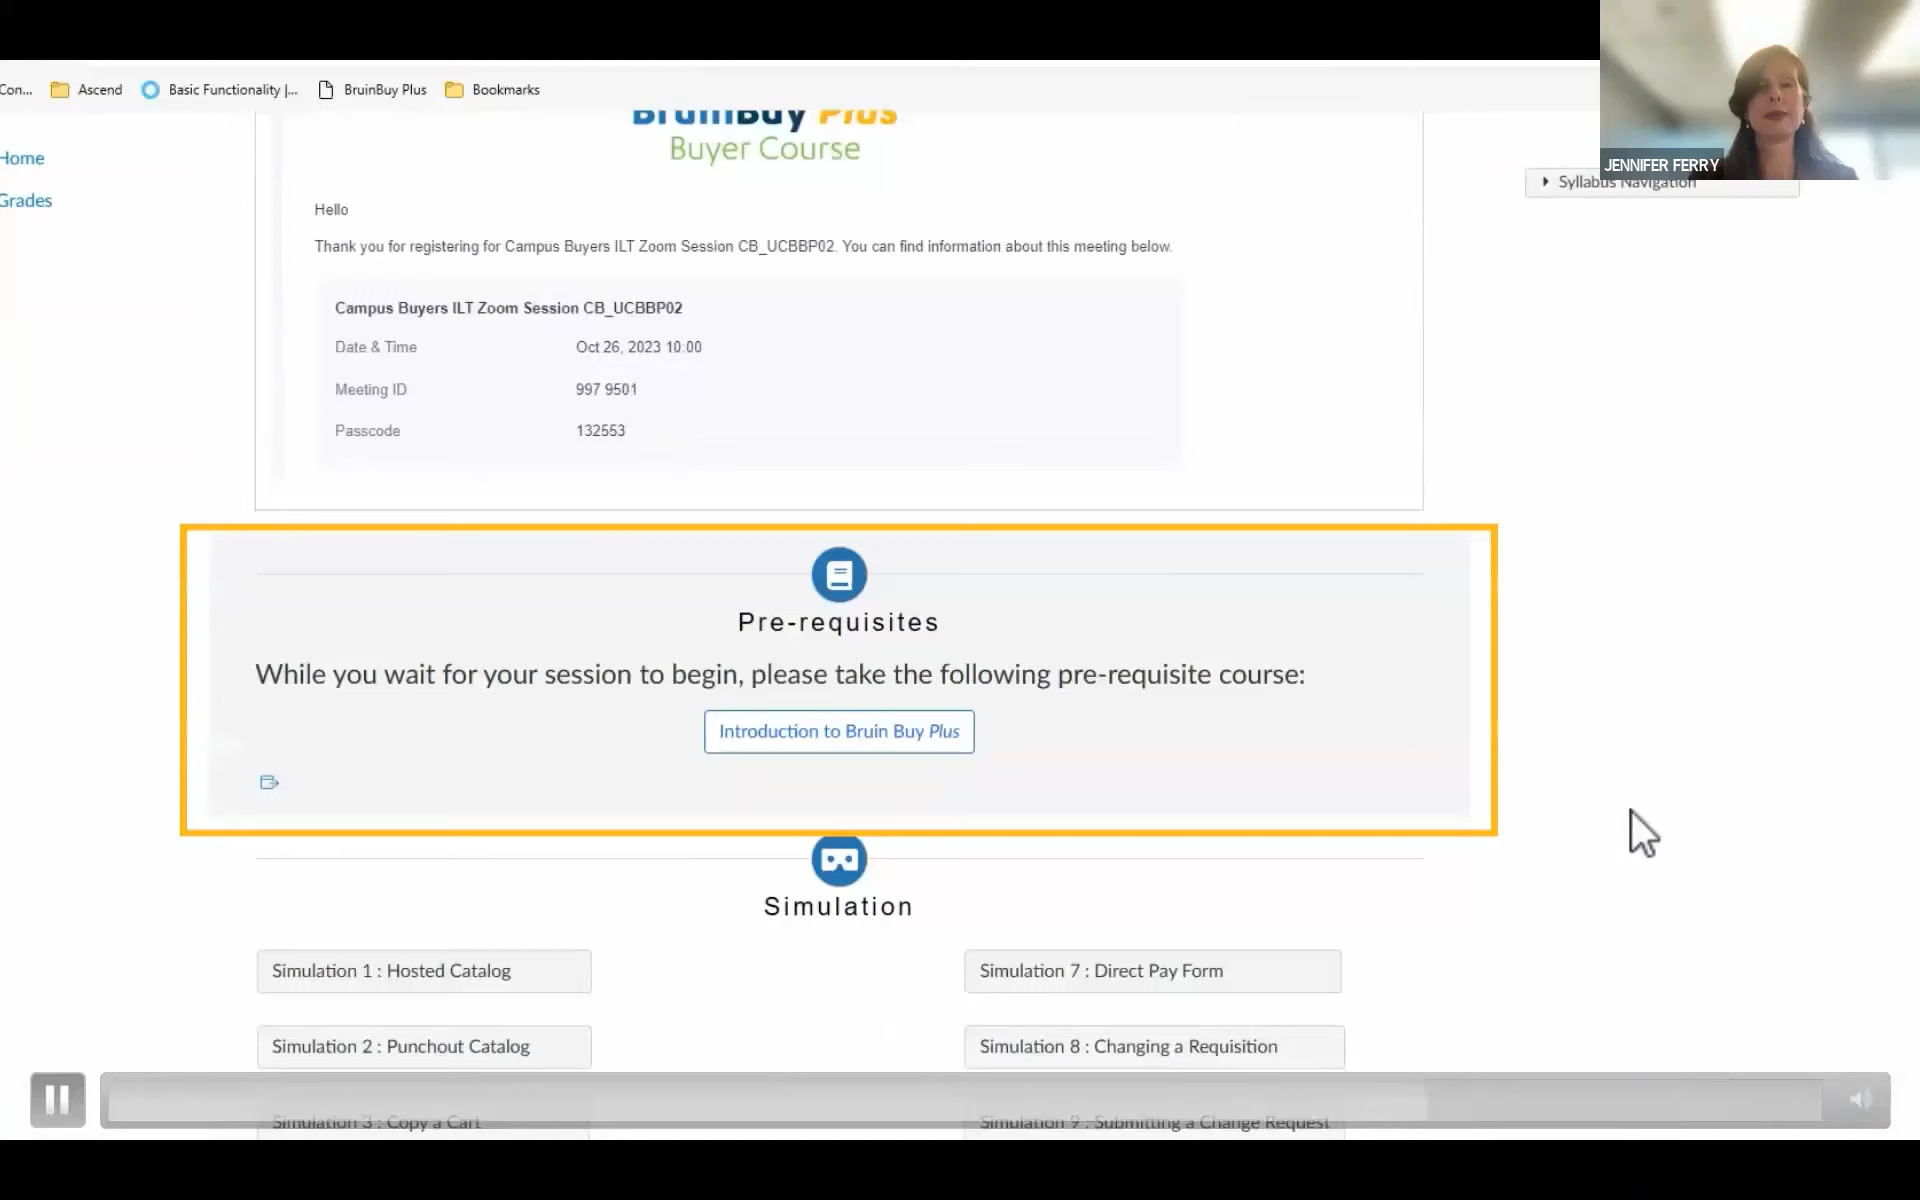 Con...
Ascend
Basic Functionality |...
BruinBuy Plus
Bookmarks
JENNIFER FERRY
Syllabus Navigation
Home
Grades
BruinBuy Plus
Buyer Course
Hello
Thank you for registering for Campus Buyers ILT Zoom Session CB_UCBBP02. You can find information about this meeting below.
Campus Buyers ILT Zoom Session CB_UCBBP02
Date & Time Oct 26, 2023 10:00
Meeting ID 997 9501
Passcode 132553
Pre-requisites
While you wait for your session to begin, please take the following pre-requisite course:
Introduction to Bruin Buy Plus
Simulation
Simulation 1 : Hosted Catalog
Simulation 7 : Direct Pay Form
Simulation 2 : Punchout Catalog
Simulation 8 : Changing a Requisition
Simulation 3 : Copy a Cart
Simulation 9 : Submitting a Change Request